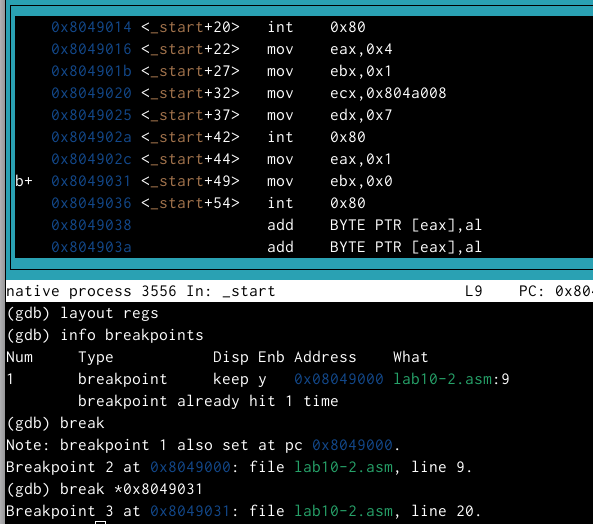 0x8049014 <_start+20> int 0x80
0x8049016 <_start+22> mov eax,0x4
0x804901b <_start+27> mov ebx,0x1
0x8049020 <_start+32> mov ecx,0x804a008
0x8049025 <_start+37> mov edx,0x7
0x804902a <_start+42> int 0x80
0x804902c <_start+44> mov eax,0x1
b+ 0x8049031 <_start+49> mov ebx,0x0
0x8049036 <_start+54> int 0x80
0x8049038 add BYTE PTR [eax],al
0x804903a add BYTE PTR [eax],al
native process 3556 In: _start L9 PC: 0x804
(gdb) layout regs
(gdb) info breakpoints
Num Type Disp Enb Address What
1 breakpoint keep y 0x08049000 lab10-2.asm:9
breakpoint already hit 1 time
(gdb) break
Note: breakpoint 1 also set at pc 0x8049000.
Breakpoint 2 at 0x8049000: file lab10-2.asm, line 9.
(gdb) break *0x8049031
Breakpoint 3 at 0x8049031: file lab10-2.asm, line 20.